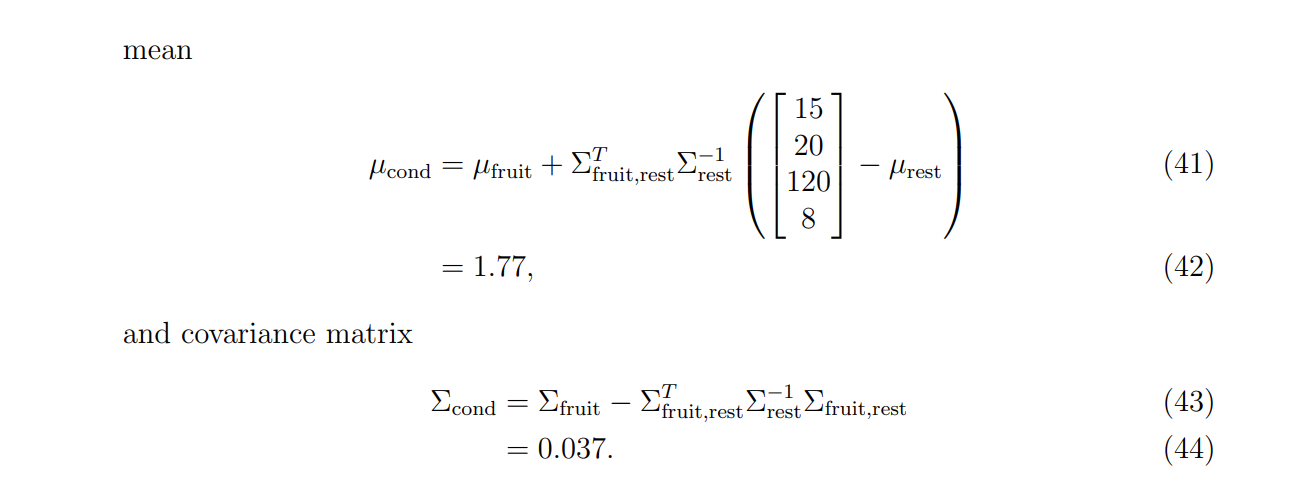 mean
μ_cond = μ_fruit + Σ^T_fruit,rest Σ^{-1}_rest ( [ 15 20 120 8 ] − μ_rest ) (41)
= 1.77, (42)
and covariance matrix
Σ_cond = Σ_fruit − Σ^T_fruit,rest Σ^{-1}_rest Σ_fruit,rest (43)
= 0.037. (44)